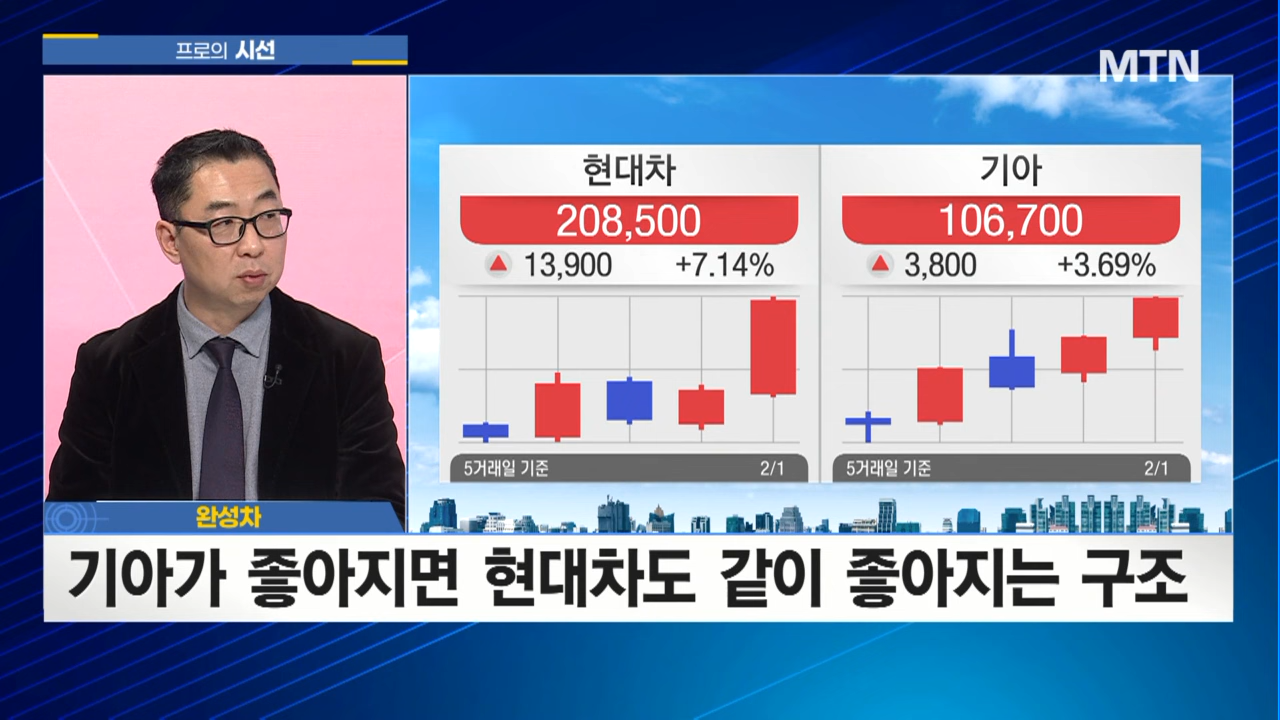 프로의 시선
MTN
현대차
208,500
▲ 13,900 +7.14%
5거래일 기준 2/1
기아
106,700
▲ 3,800 +3.69%
5거래일 기준 2/1
완성차
기아가 좋아지면 현대차도 같이 좋아지는 구조